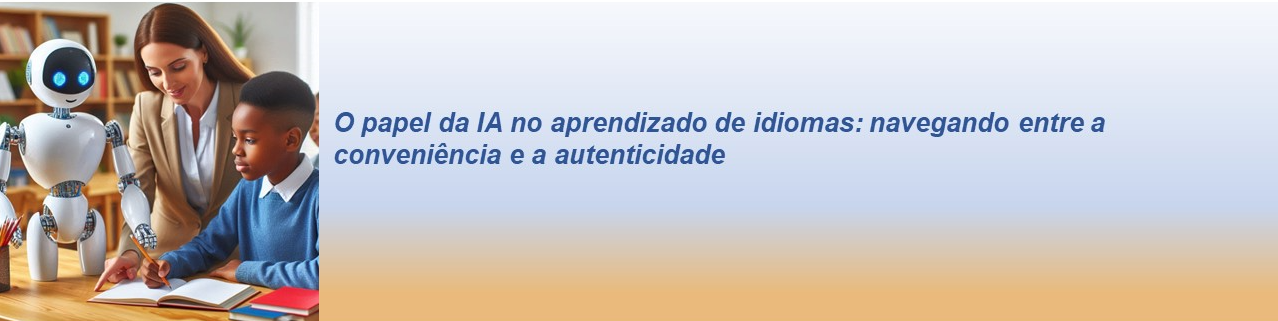 O papel da IA no aprendizado de idiomas: navegando entre a
conveniência e a autenticidade